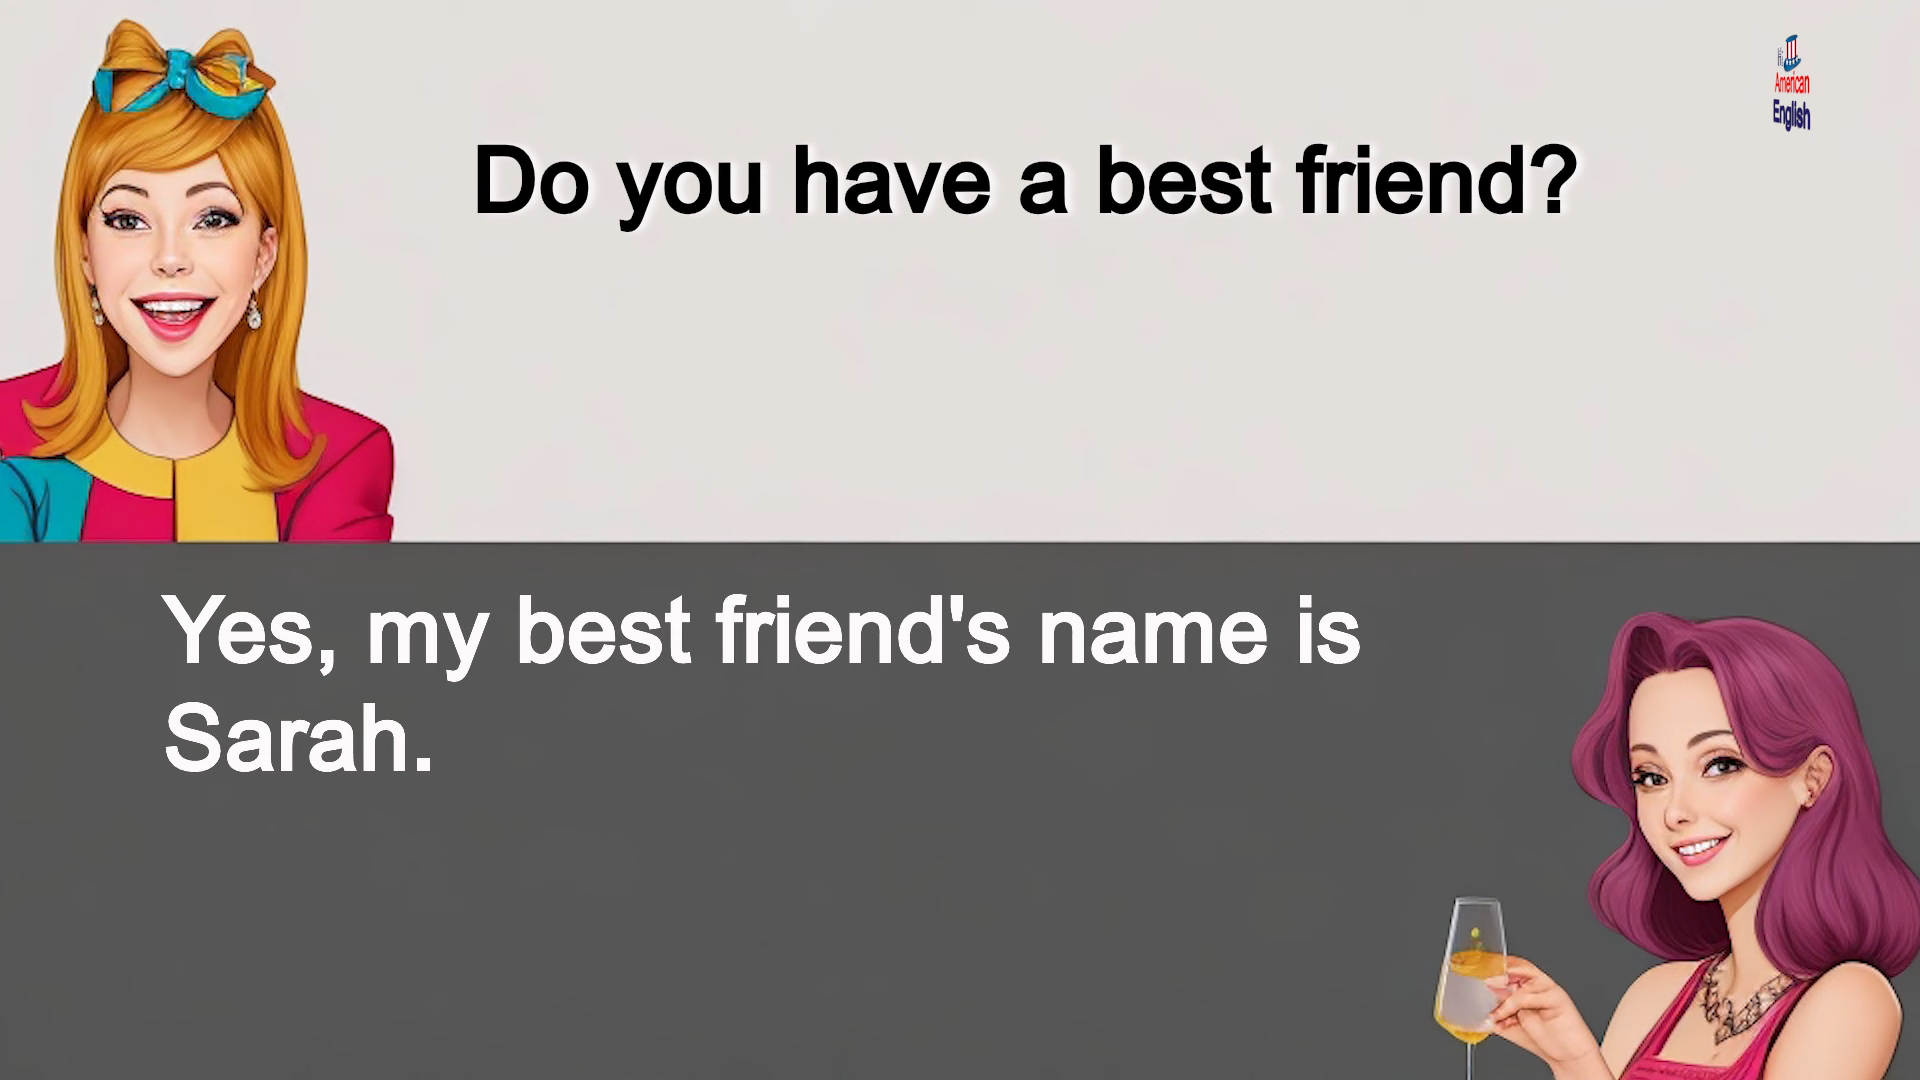 Do you have a best friend?
American
English
Yes, my best friend's name is
Sarah.